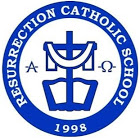 RESURRECTION CATHOLIC SCHOOL
Α Ω
1998